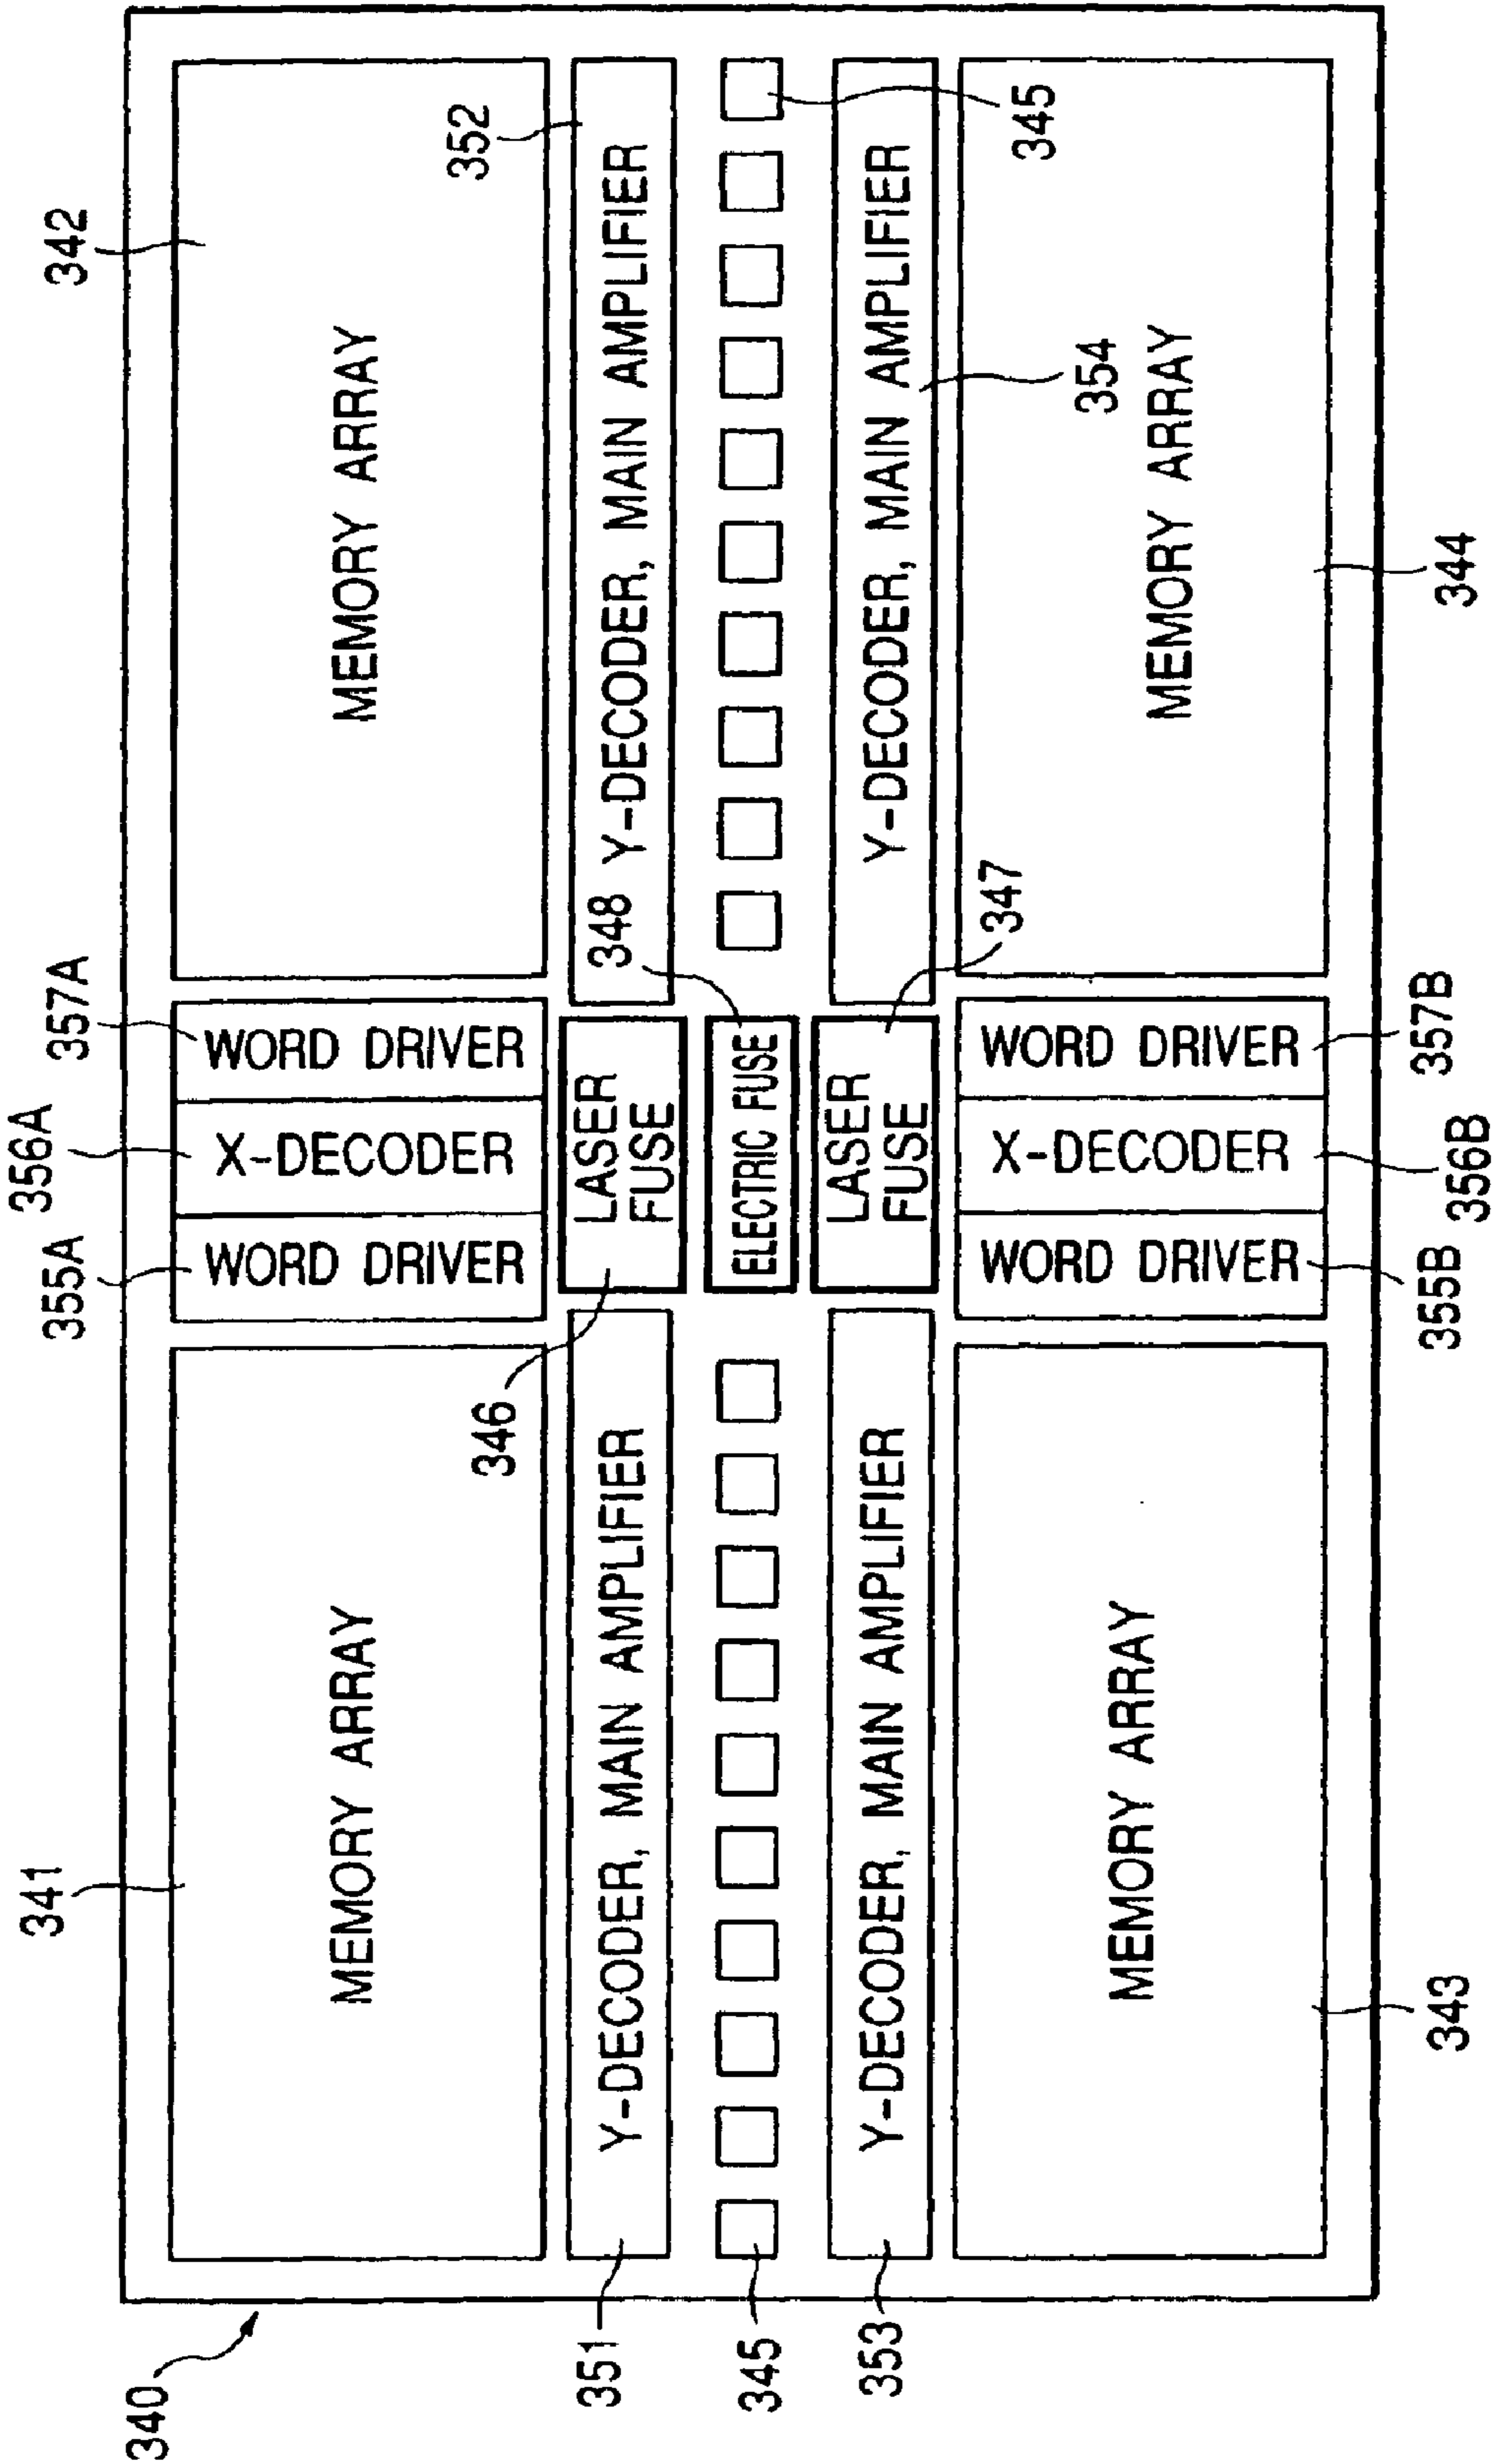 340
341
355A
356A
357A
342
MEMORY ARRAY
WORD DRIVER
X-DECODER
WORD DRIVER
MEMORY ARRAY
346
352
351
Y-DECODER, MAIN AMPLIFIER
LASER
FUSE
348
Y-DECODER, MAIN AMPLIFIER
345
ELECTRIC FUSE
353
Y-DECODER, MAIN AMPLIFIER
LASER
FUSE
Y-DECODER, MAIN AMPLIFIER
347
354
345
MEMORY ARRAY
WORD DRIVER
X-DECODER
WORD DRIVER
MEMORY ARRAY
343
355B
356B
357B
344